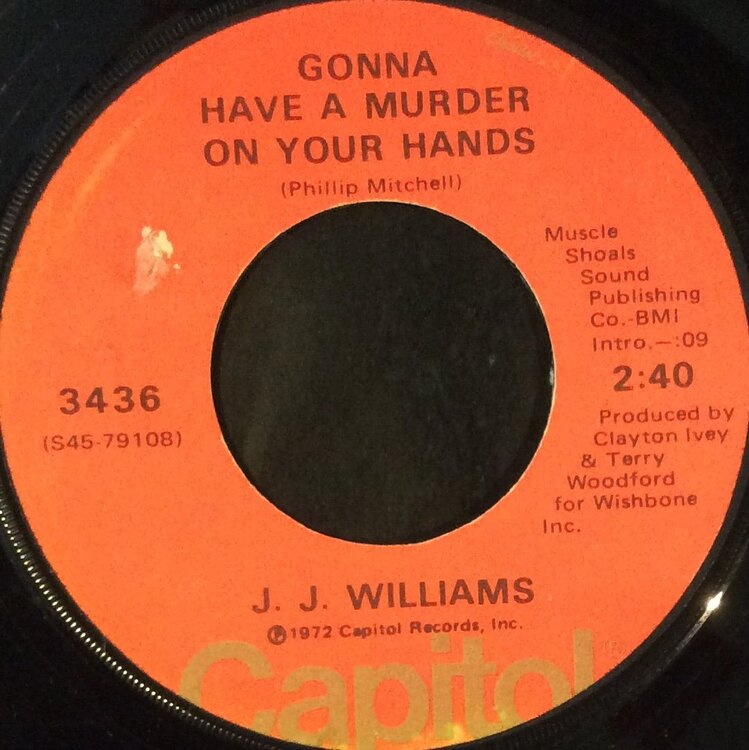 GONNA
HAVE A MURDER
ON YOUR HANDS
(Phillip Mitchell)
Muscle
Shoals
Sound
Publishing
Co.-BMI
Intro.—:09
2:40
3436
(S45-79108)
Produced by
Clayton Ivey
& Terry
Woodford
for Wishbone
Inc.
J. J. WILLIAMS
℗1972 Capitol Records, Inc.
Capitol